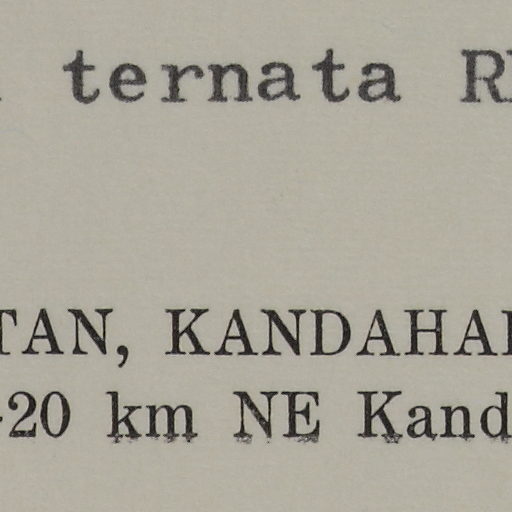 ternata
TAN, KANDAHA
-20 km NE Kand